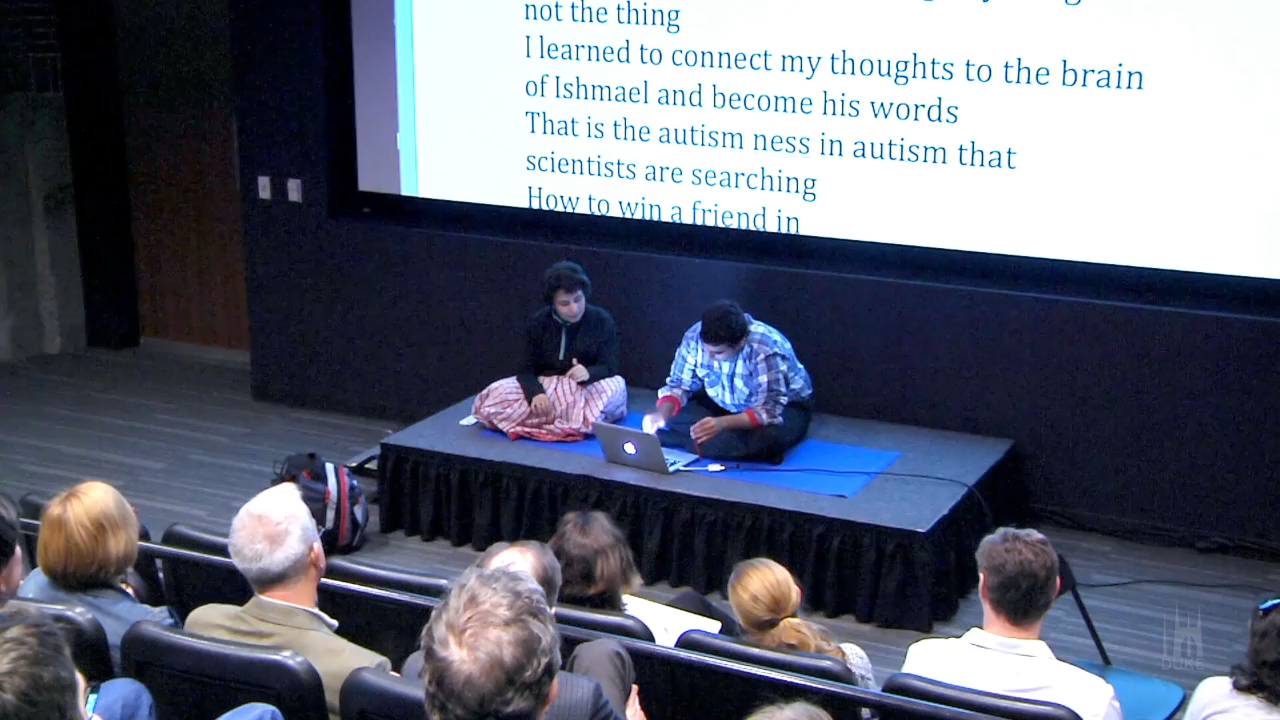 not the thing
I learned to connect my thoughts to the brain
of Ishmael and become his words
That is the autism ness in autism that
scientists are searching
How to win a friend in
DUKE